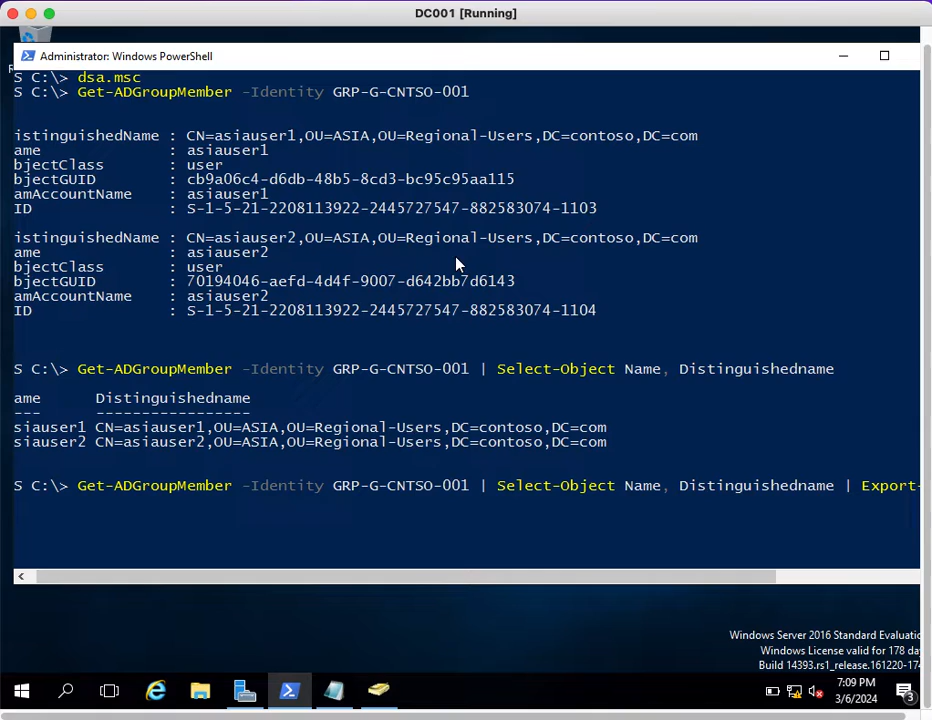 DC001 [Running]
R
Administrator: Windows PowerShell
S C:\> dsa.msc
S C:\> Get-ADGroupMember -Identity GRP-G-CNTSO-001
istinguishedName : CN=asiauser1,OU=ASIA,OU=Regional-Users,DC=contoso,DC=com
ame : asiauser1
bjectClass : user
bjectGUID : cb9a06c4-d6db-48b5-8cd3-bc95c95aa115
amAccountName : asiauser1
ID : S-1-5-21-2208113922-2445727547-882583074-1103
istinguishedName : CN=asiauser2,OU=ASIA,OU=Regional-Users,DC=contoso,DC=com
ame : asiauser2
bjectClass : user
bjectGUID : 70194046-aefd-4d4f-9007-d642bb7d6143
amAccountName : asiauser2
ID : S-1-5-21-2208113922-2445727547-882583074-1104
S C:\> Get-ADGroupMember -Identity GRP-G-CNTSO-001 | Select-Object Name, Distinguishedname
ame Distinguishedname
--- -----------------
siauser1 CN=asiauser1,OU=ASIA,OU=Regional-Users,DC=contoso,DC=com
siauser2 CN=asiauser2,OU=ASIA,OU=Regional-Users,DC=contoso,DC=com
S C:\> Get-ADGroupMember -Identity GRP-G-CNTSO-001 | Select-Object Name, Distinguishedname | Export-
Windows Server 2016 Standard Evaluatio
Windows License valid for 178 da
Build 14393.rs1_release.161220-174
7:09 PM
3/6/2024
3